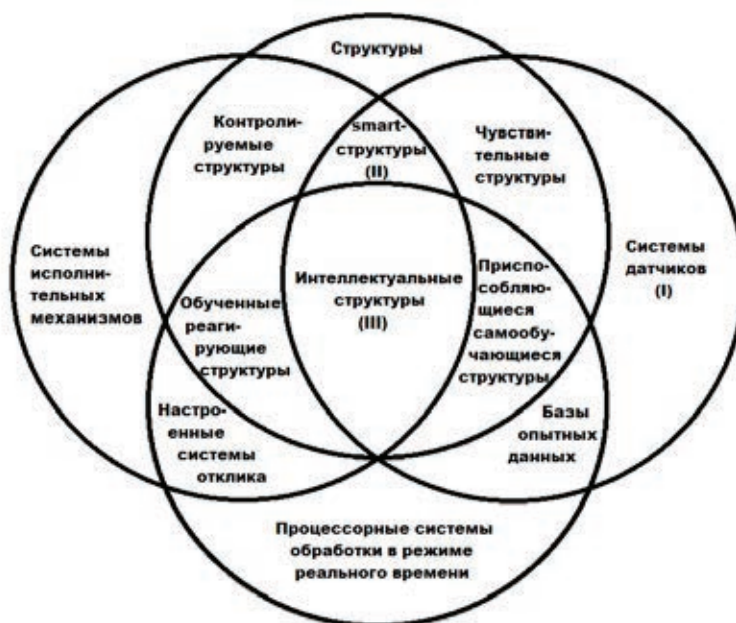 Структуры
Контроли-
руемые
структуры
smart-
структуры
(II)
Чувстви-
тельные
структуры
Системы
исполни-
тельных
механизмов
Обученные
реаги-
рующие
структуры
Интеллектуальные
структуры
(III)
Приспо-
собляю-
щиеся
самообу-
чающиеся
структуры
Системы
датчиков
(I)
Настро-
енные
системы
отклика
Базы
опытных
данных
Процессорные системы
обработки в режиме
реального времени